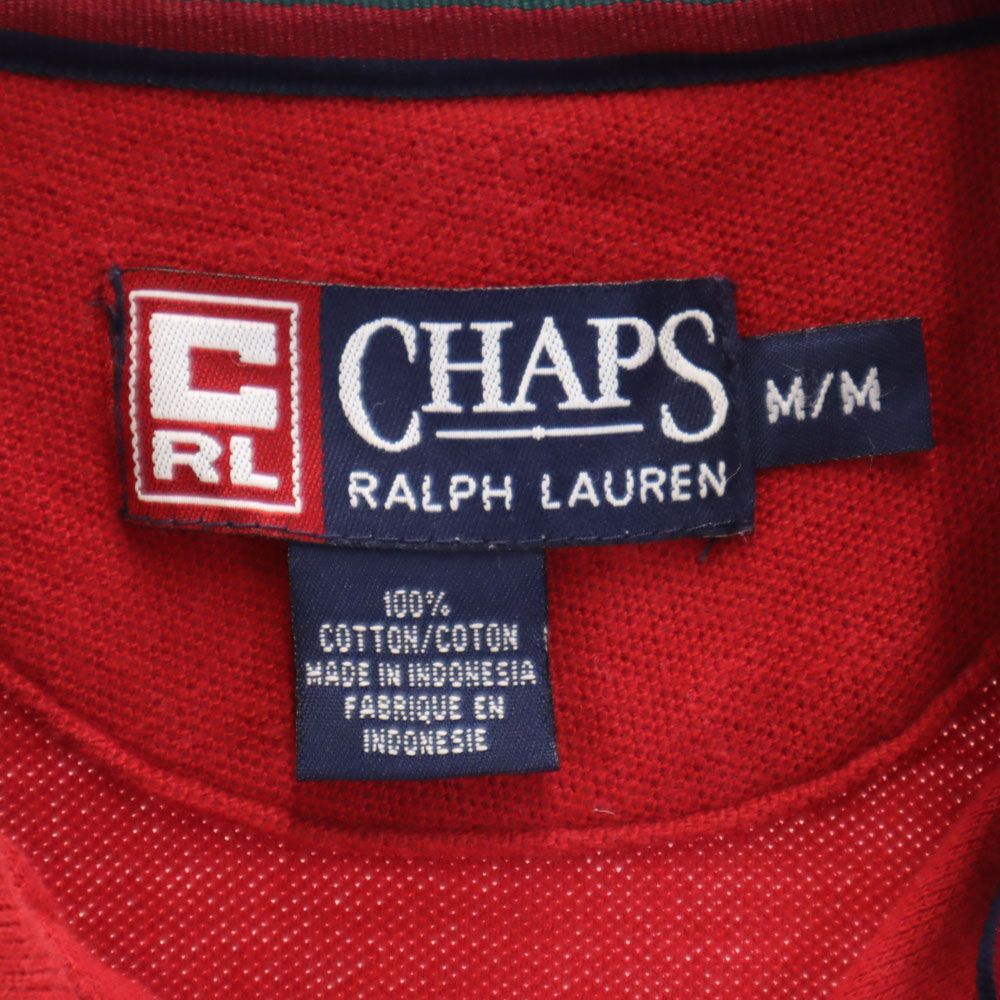 C
RL
CHAPS
RALPH LAUREN
M/M
100%
COTTON/COTON
MADE IN INDONESIA
FABRIQUE EN
INDONESIE